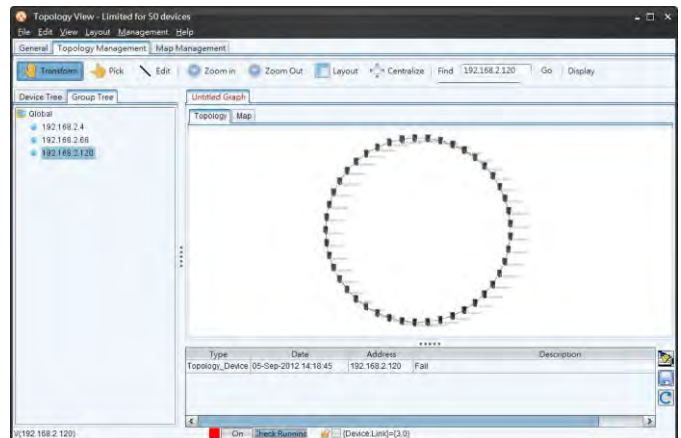 Topology View - Limited for 50 devices
File Edit View Layout Management Help
General Topology Management Map Management
Transform Pick Edit Zoom in Zoom Out Layout Centralize Find 192.168.2.120 Go Display
Device Tree Group Tree Untitled Graph
Global Topology Map
192.168.2.4
192.168.2.66
192.168.2.120
Type Date Address Description
Topology_Device 05-Sep-2012 14:18:45 192.168.2.120 Fail
V(192.168.2.120) On Check Running {Device:Link}={3,0}